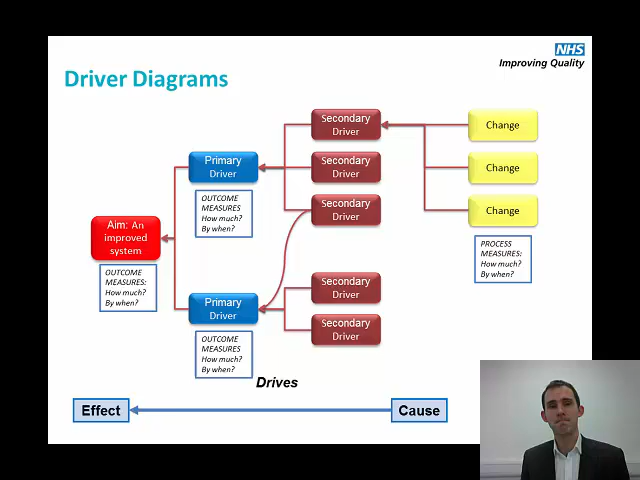 NHS
Improving Quality
Driver Diagrams
Secondary
Driver
Change
Primary
Driver
Secondary
Driver
Change
OUTCOME
MEASURES
How much?
By when?
Secondary
Driver
Change
Aim: An
improved
system
PROCESS
MEASURES:
How much?
By when?
OUTCOME
MEASURES:
How much?
By when?
Secondary
Driver
Primary
Driver
Secondary
Driver
OUTCOME
MEASURES
How much?
By when?
Drives
Effect
Cause